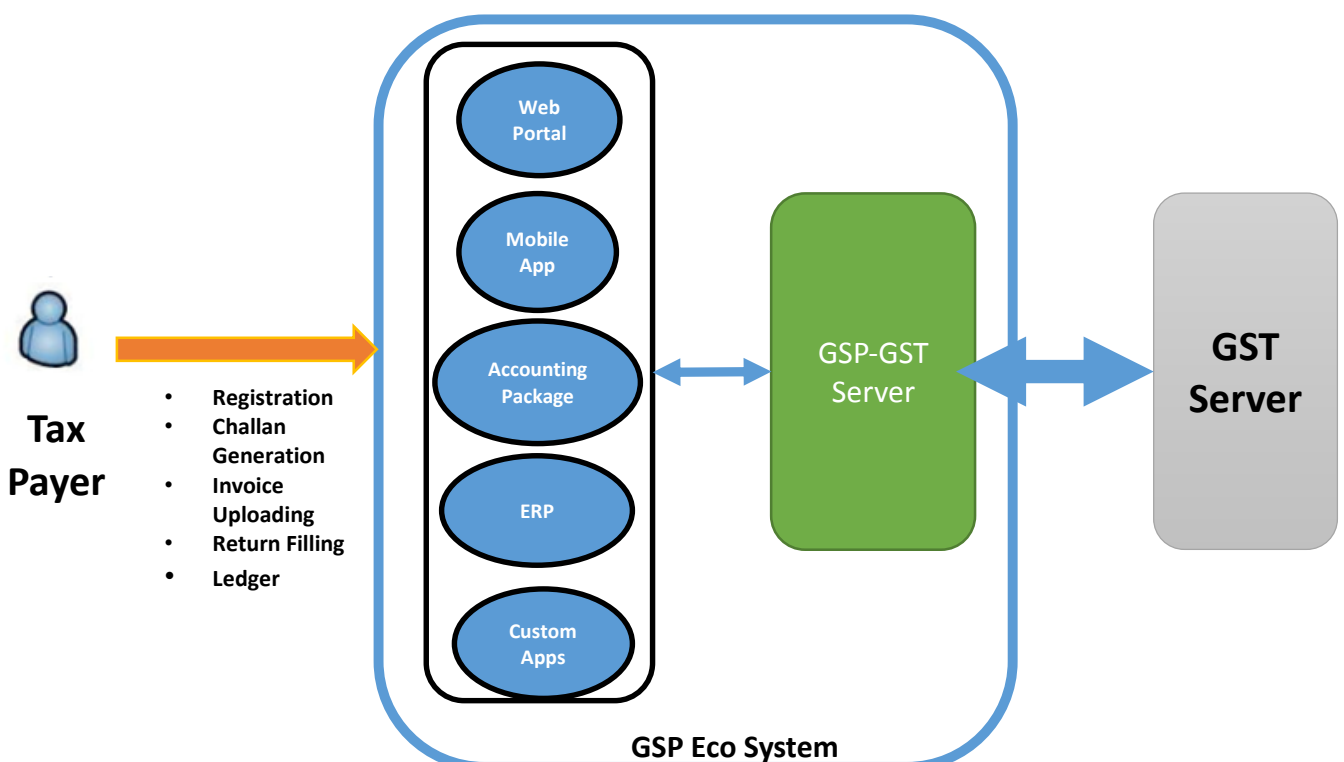 Web
Portal
Mobile
App
Accounting
Package
ERP
Custom
Apps
GSP-GST
Server
GST
Server
Tax
Payer
• Registration
• Challan
Generation
• Invoice
Uploading
• Return Filling
• Ledger
GSP Eco System